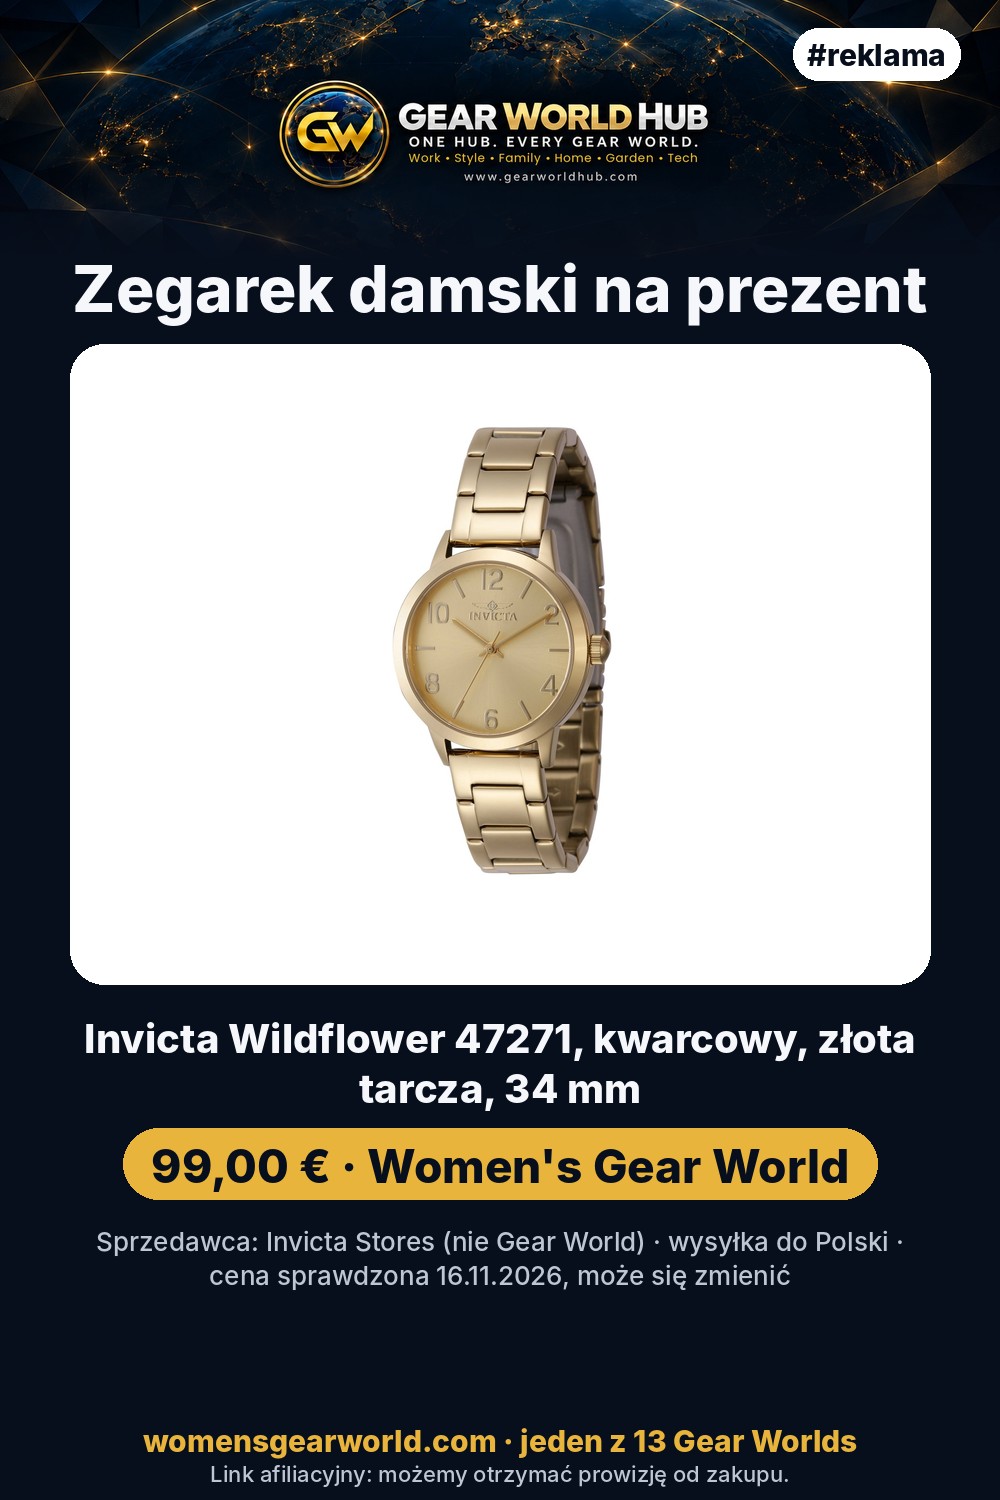 #reklama
GW
GEAR WORLD HUB
ONE HUB. EVERY GEAR WORLD.
Work • Style • Family • Home • Garden • Tech
www.gearworldhub.com
Zegarek damski na prezent
12
10
INVICTA
2
8
4
6
Invicta Wildflower 47271, kwarcowy, złota
tarcza, 34 mm
99,00 € · Women's Gear World
Sprzedawca: Invicta Stores (nie Gear World) · wysyłka do Polski ·
cena sprawdzona 16.11.2026, może się zmienić
womensgearworld.com · jeden z 13 Gear Worlds
Link afiliacyjny: możemy otrzymać prowizję od zakupu.